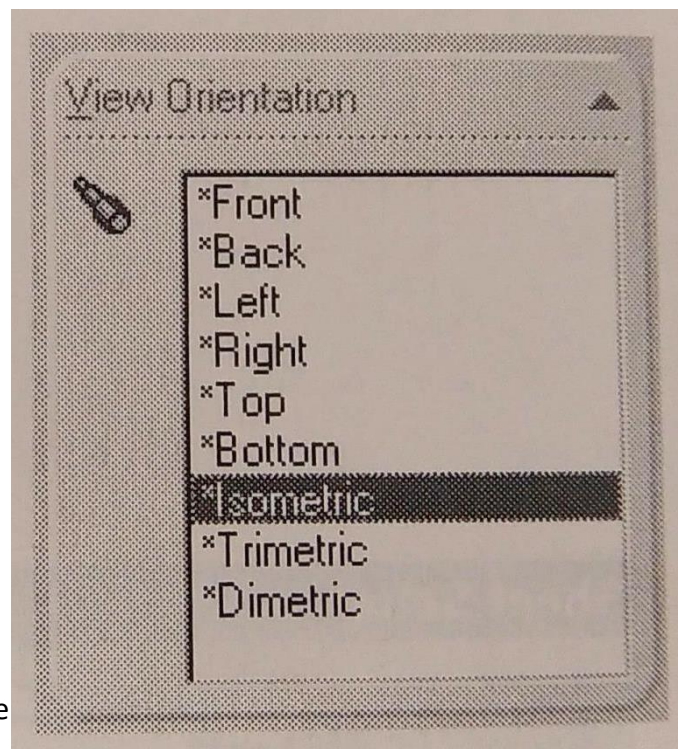 View Orientation
*Front
*Back
*Left
*Right
*Top
*Bottom
*Isometric
*Trimetric
*Dimetric
e